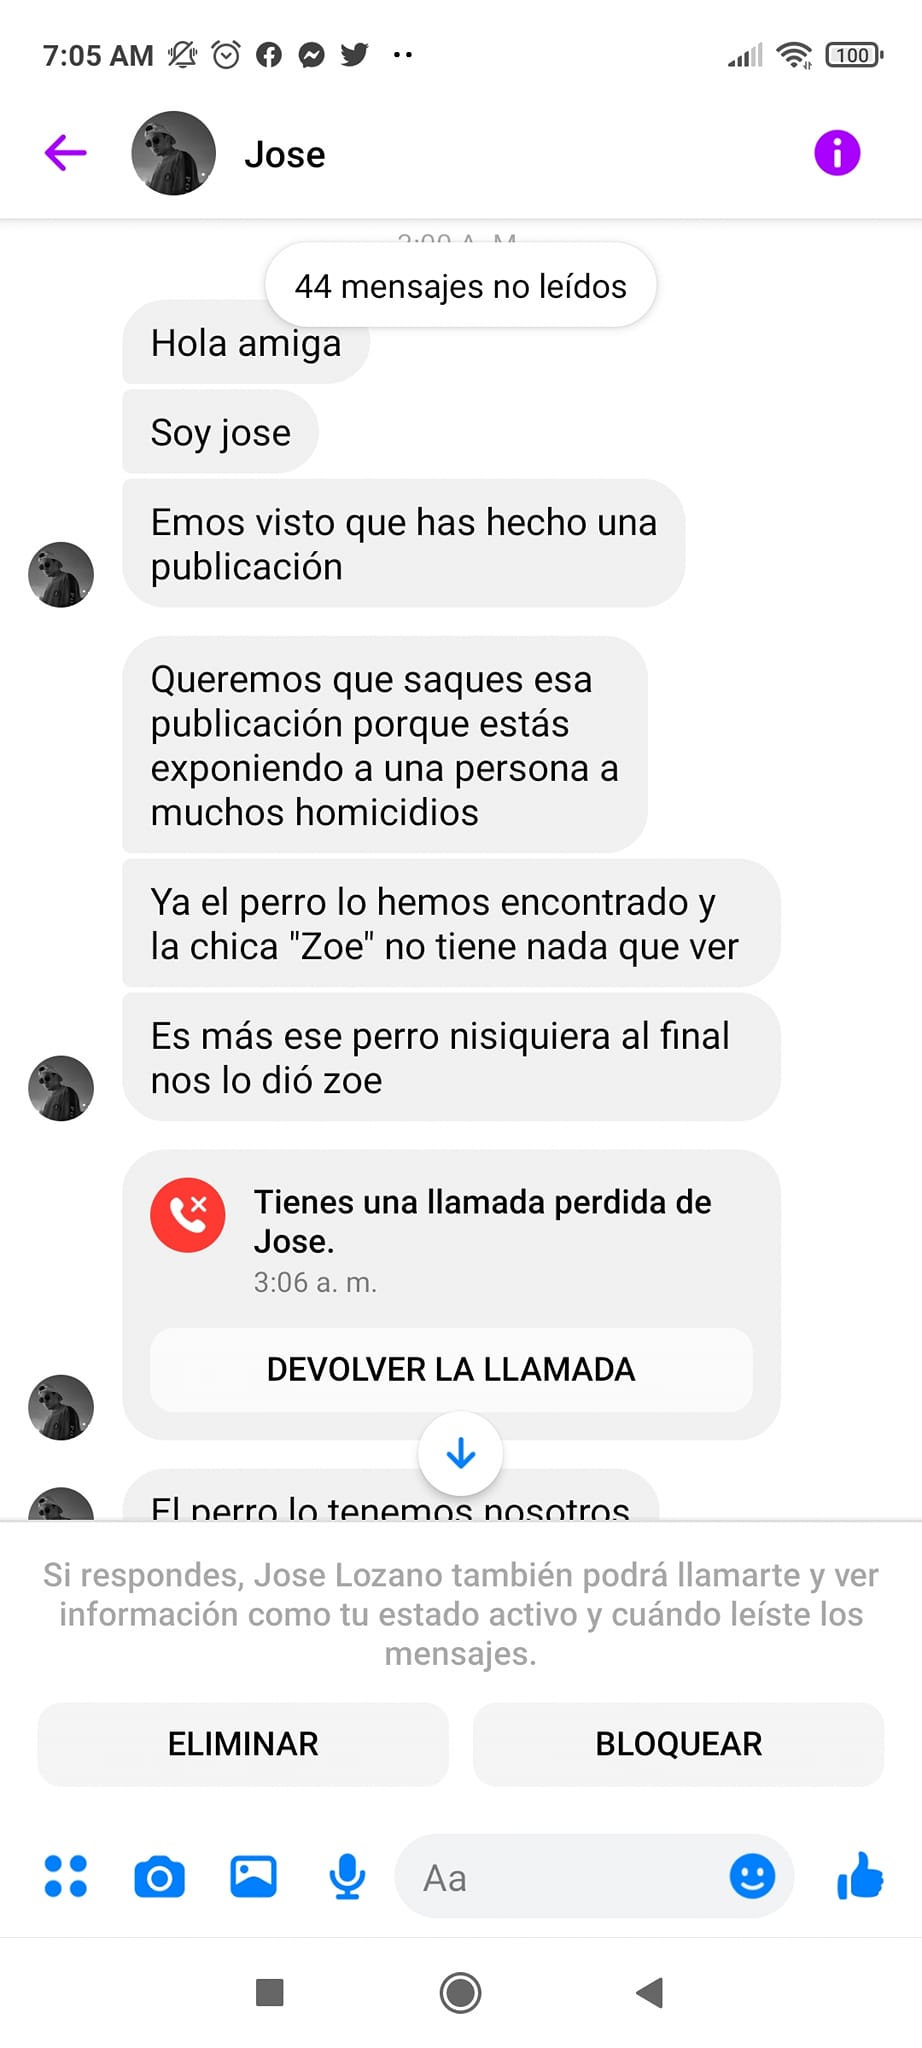 7:05 AM
100
Jose
44 mensajes no leídos
Hola amiga
Soy jose
Emos visto que has hecho una
publicación
Queremos que saques esa
publicación porque estás
exponiendo a una persona a
muchos homicidios
Ya el perro lo hemos encontrado y
la chica "Zoe" no tiene nada que ver
Es más ese perro nisiquiera al final
nos lo dió zoe
Tienes una llamada perdida de
Jose.
3:06 a. m.
DEVOLVER LA LLAMADA
El perro lo tenemos nosotros
Si respondes, Jose Lozano también podrá llamarte y ver
información como tu estado activo y cuándo leíste los
mensajes.
ELIMINAR
BLOQUEAR
Aa